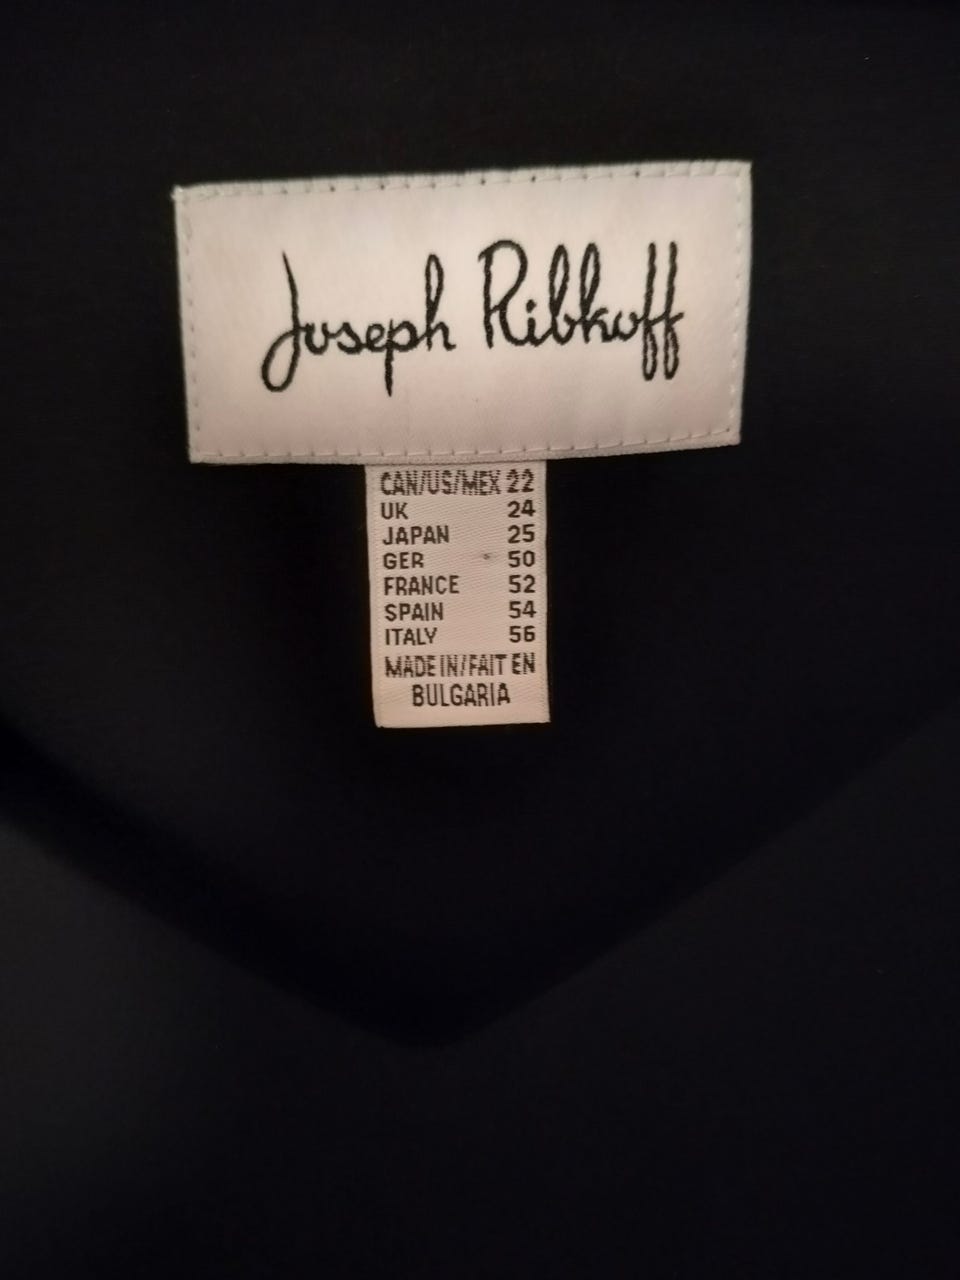 Joseph Ribkoff
CAN/US/MEX 22
UK 24
JAPAN 25
GER 50
FRANCE 52
SPAIN 54
ITALY 56
MADE IN/FAIT EN
BULGARIA